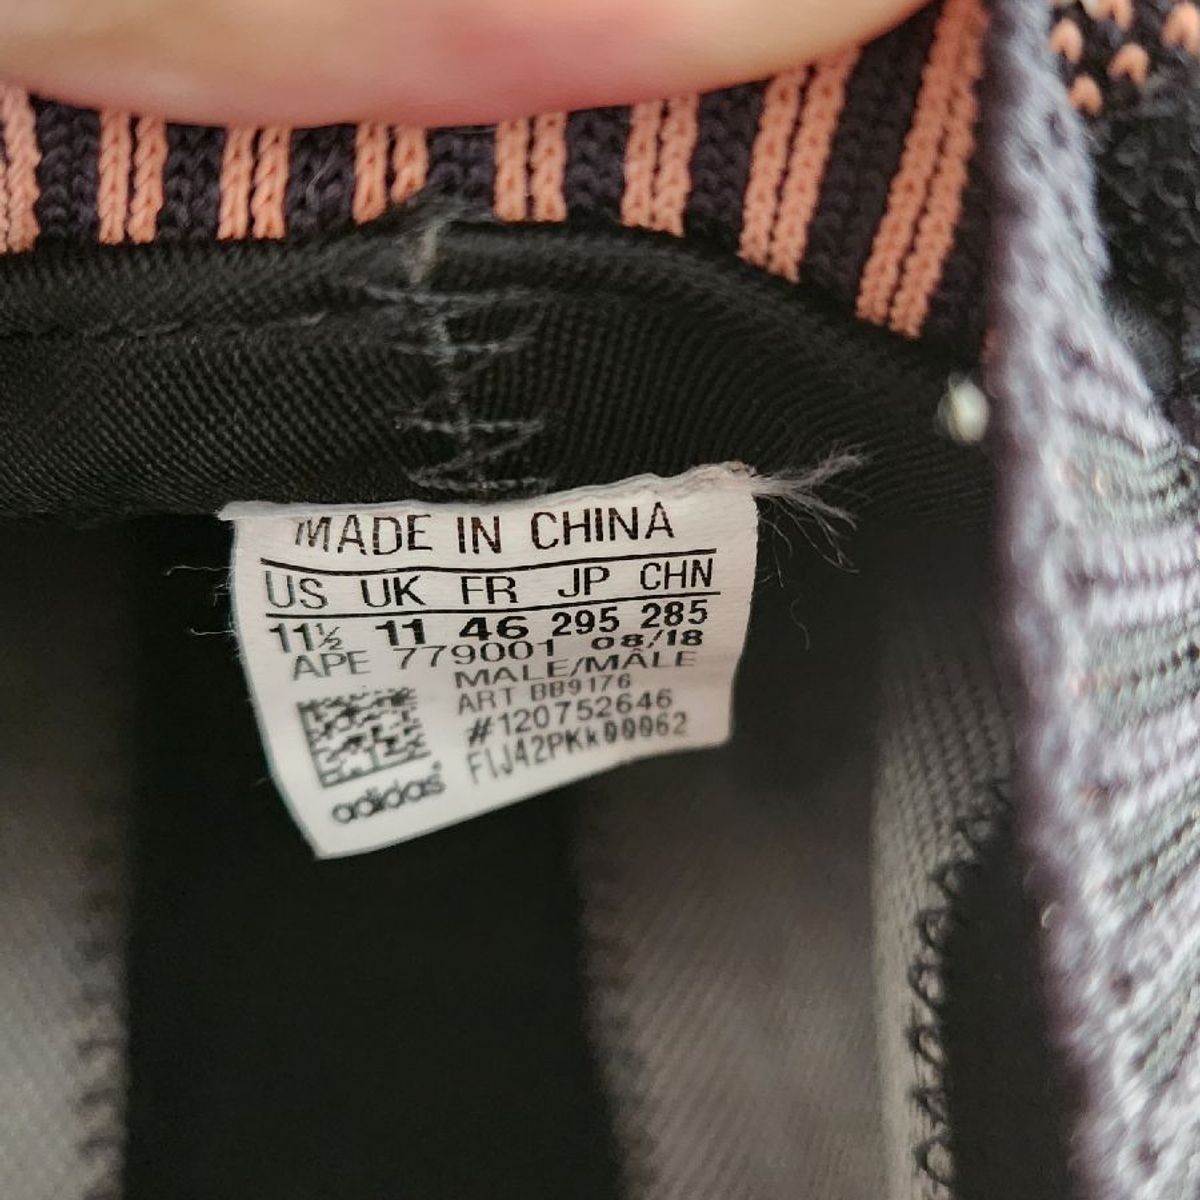 MADE IN CHINA
US UK FR JP CHN
11½ 11 46 295 285
APE 779001 08/18
MALE/MÂLE
ART BB9176
#120752646
FIJ42PKk00062
adidas